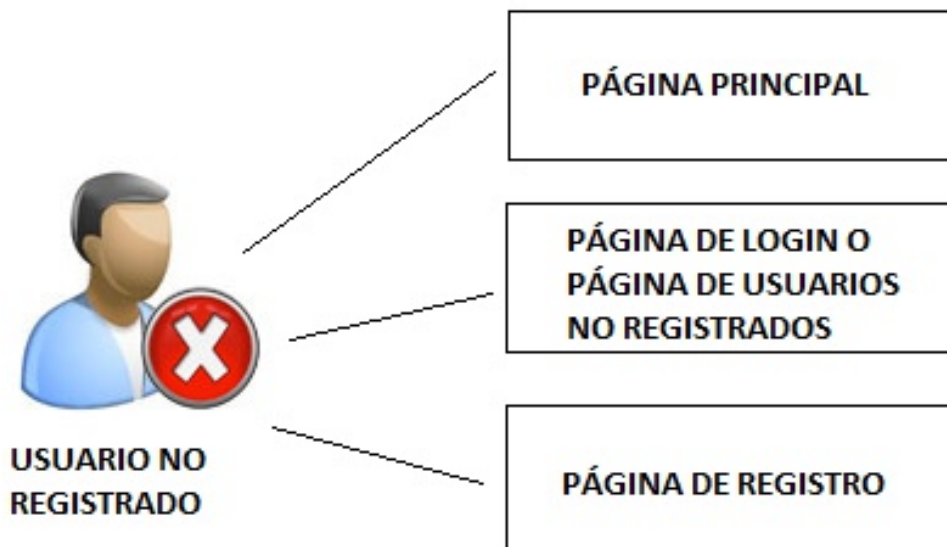 PÁGINA PRINCIPAL
PÁGINA DE LOGIN O
PÁGINA DE USUARIOS
NO REGISTRADOS
PÁGINA DE REGISTRO
USUARIO NO
REGISTRADO